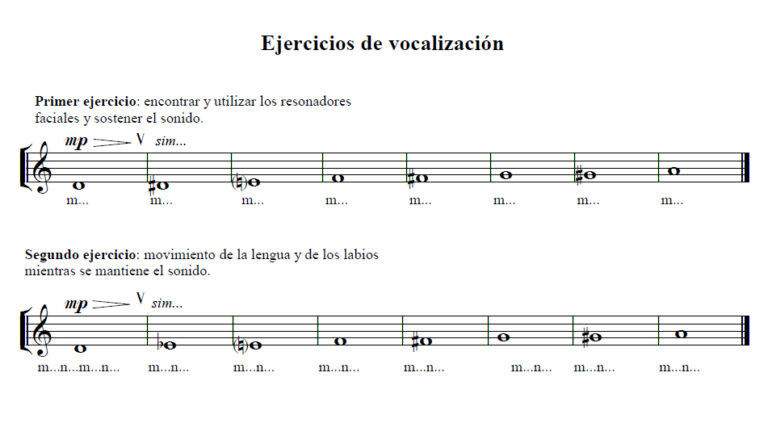 Ejercicios de vocalización
Primer ejercicio: encontrar y utilizar los resonadores
faciales y sostener el sonido.
mp V sim...
m... m... m... m... m... m... m... m...
Segundo ejercicio: movimiento de la lengua y de los labios
mientras se mantiene el sonido.
mp V sim...
m...n...m...n... m...n... m...n... m...n... m...n... m...n... m...n... m...n...